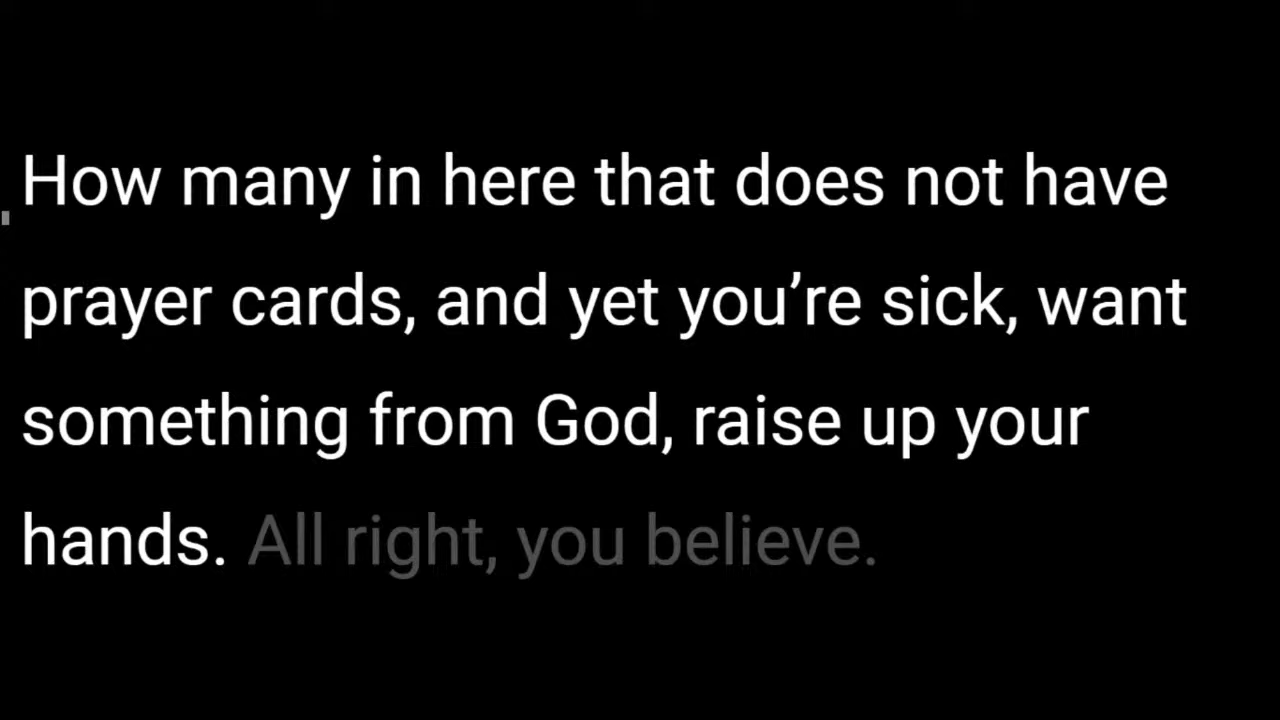 How many in here that does not have
prayer cards, and yet you’re sick, want
something from God, raise up your
hands. All right, you believe.